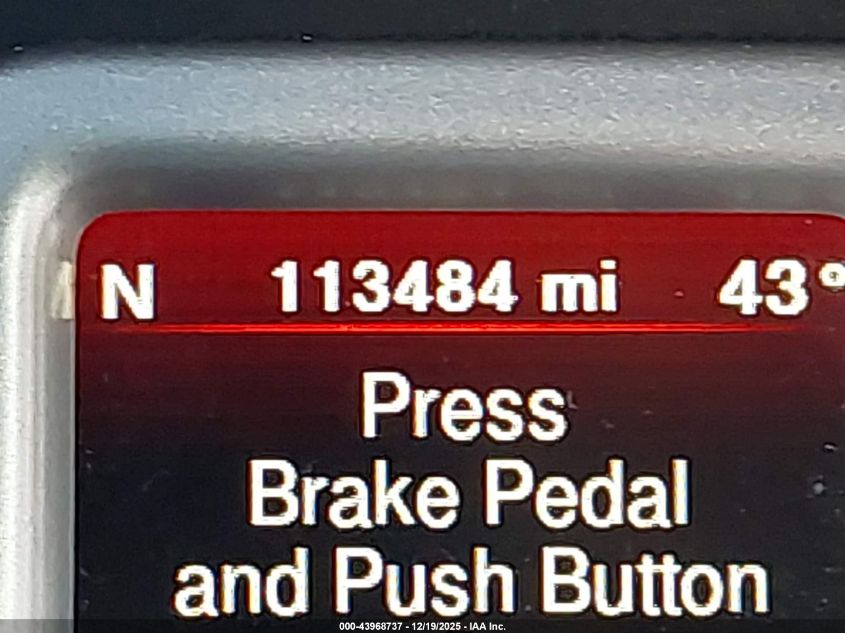 N 113484 mi 43°
Press
Brake Pedal
and Push Button
000-43968737 - 12/19/2025 - IAA Inc.